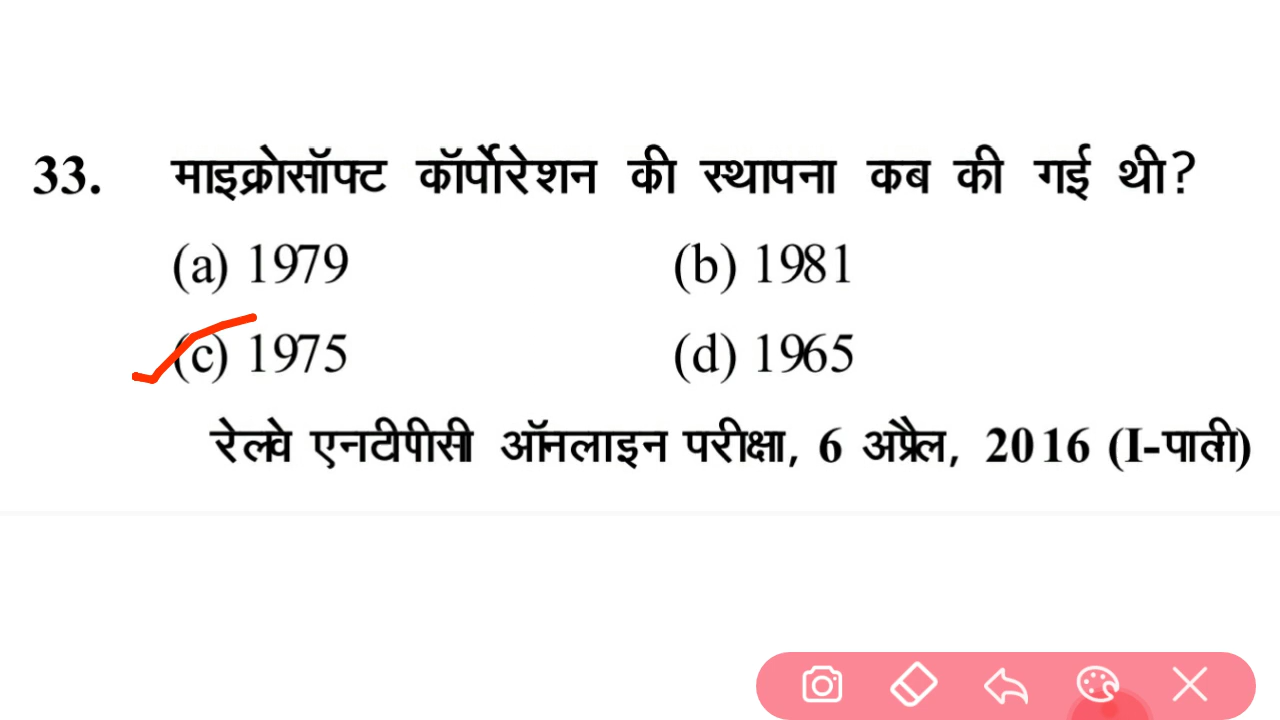 33. माइक्रोसॉफ्ट कॉर्पोरेशन की स्थापना कब की गई थी?
(a) 1979 (b) 1981
(c) 1975 (d) 1965
रेलवे एनटीपीसी ऑनलाइन परीक्षा, 6 अप्रैल, 2016 (I-पाली)